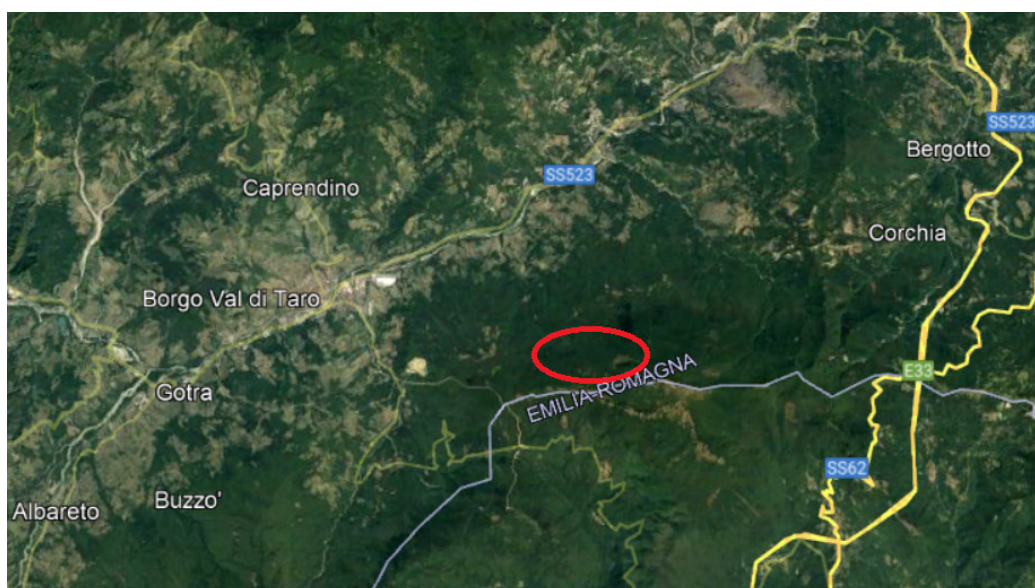 SS523
Bergotto
SS523
Caprendino
Corchia
Borgo Val di Taro
E33
EMILIA-ROMAGNA
Gotra
SS62
Buzzo'
Albareto